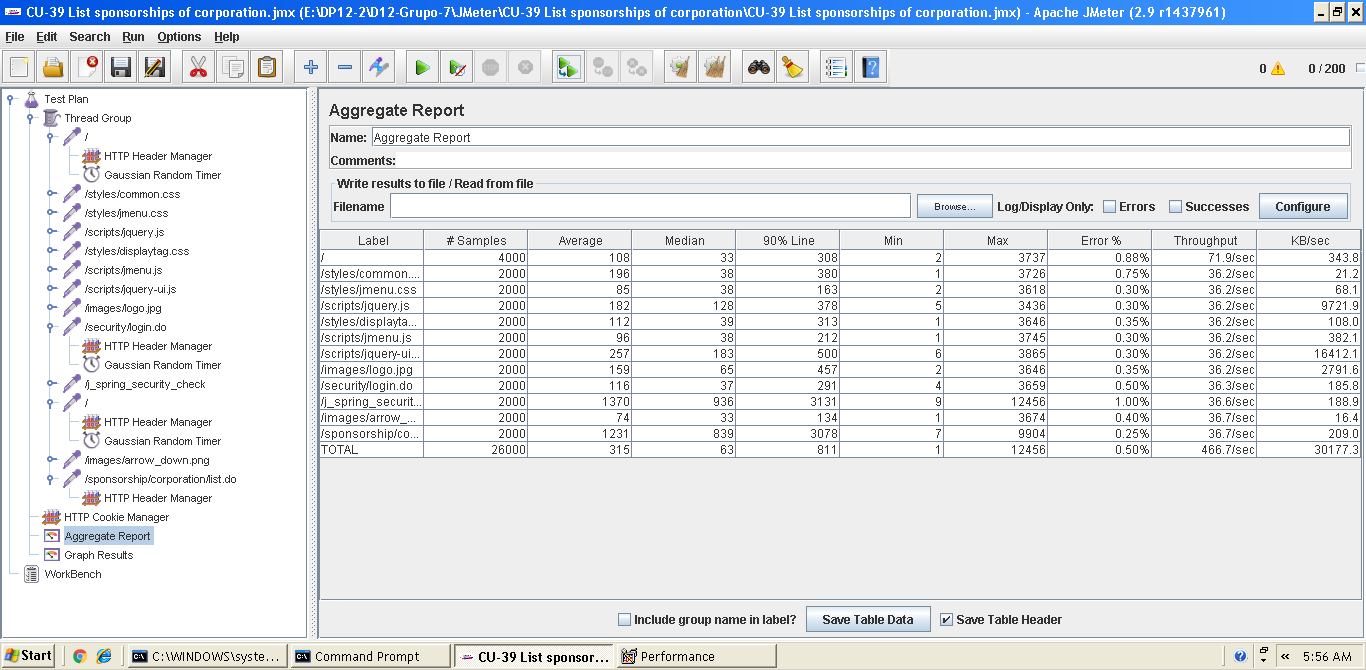 CU-39 List sponsorships of corporation.jmx (E:\DP12-2\D12-Grupo-7\JMeter\CU-39 List sponsorships of corporation\CU-39 List sponsorships of corporation.jmx) - Apache JMeter (2.9 r1437961)
File Edit Search Run Options Help
0 0 / 200
Test Plan
Thread Group
/
HTTP Header Manager
Gaussian Random Timer
/styles/common.css
/styles/jmenu.css
/scripts/jquery.js
/styles/displaytag.css
/scripts/jmenu.js
/scripts/jquery-ui.js
/images/logo.jpg
/security/login.do
HTTP Header Manager
Gaussian Random Timer
/j_spring_security_check
/
HTTP Header Manager
Gaussian Random Timer
/images/arrow_down.png
/sponsorship/corporation/list.do
HTTP Header Manager
HTTP Cookie Manager
Aggregate Report
Graph Results
WorkBench
Aggregate Report
Name: Aggregate Report
Comments:
Write results to file / Read from file
Filename Browse... Log/Display Only: Errors Successes Configure
Label # Samples Average Median 90% Line Min Max Error % Throughput KB/sec
/ 4000 108 33 308 2 3737 0.88% 71.9/sec 343.8
/styles/common.... 2000 196 38 380 1 3726 0.75% 36.2/sec 21.2
/styles/jmenu.css 2000 85 38 163 2 3618 0.30% 36.2/sec 68.1
/scripts/jquery.js 2000 182 128 378 5 3436 0.30% 36.2/sec 9721.9
/styles/displayta... 2000 112 39 313 1 3646 0.35% 36.2/sec 108.0
/scripts/jmenu.js 2000 96 38 212 1 3745 0.30% 36.2/sec 382.1
/scripts/jquery-ui... 2000 257 183 500 6 3865 0.30% 36.2/sec 16412.1
/images/logo.jpg 2000 159 65 457 2 3646 0.35% 36.2/sec 2791.6
/security/login.do 2000 116 37 291 4 3659 0.50% 36.3/sec 185.8
/j_spring_securit... 2000 1370 936 3131 9 12456 1.00% 36.6/sec 188.9
/images/arrow_... 2000 74 33 134 1 3674 0.40% 36.7/sec 16.4
/sponsorship/co... 2000 1231 839 3078 7 9904 0.25% 36.7/sec 209.0
TOTAL 26000 315 63 811 1 12456 0.50% 466.7/sec 30177.3
Include group name in label? Save Table Data Save Table Header
Start C:\WINDOWS\syste... Command Prompt CU-39 List sponsor... Performance « 5:56 AM